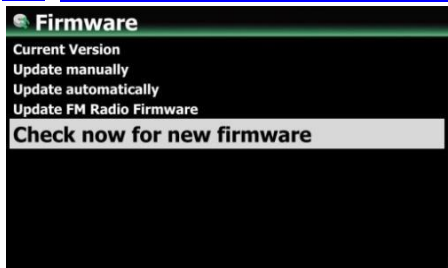 Firmware
Current Version
Update manually
Update automatically
Update FM Radio Firmware
Check now for new firmware